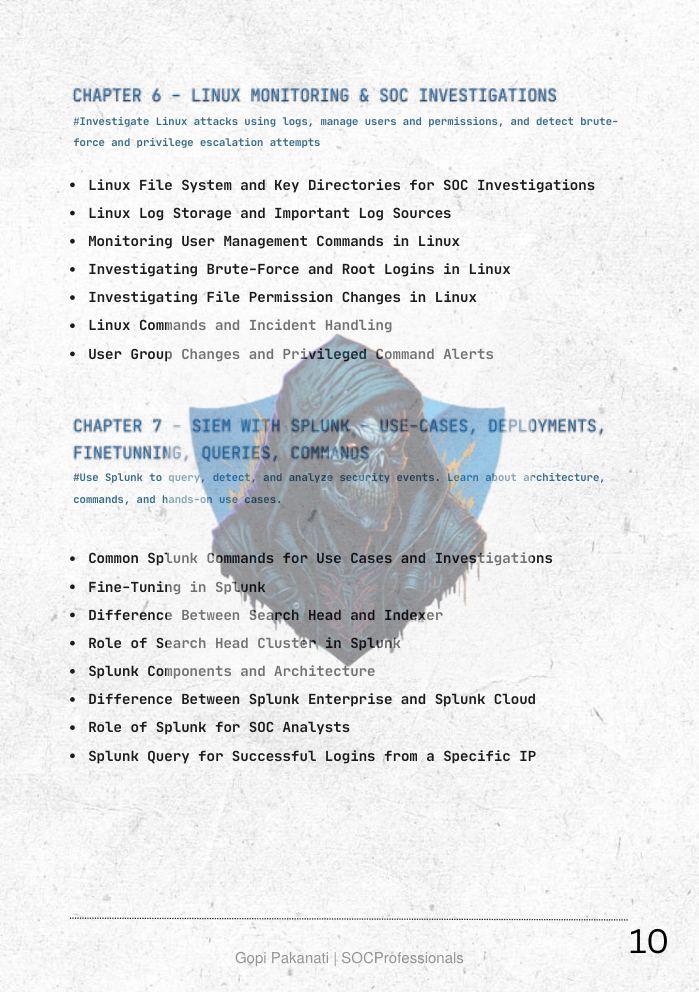 CHAPTER 6 – LINUX MONITORING & SOC INVESTIGATIONS
#Investigate Linux attacks using logs, manage users and permissions, and detect brute-
force and privilege escalation attempts
• Linux File System and Key Directories for SOC Investigations
• Linux Log Storage and Important Log Sources
• Monitoring User Management Commands in Linux
• Investigating Brute-Force and Root Logins in Linux
• Investigating File Permission Changes in Linux
• Linux Commands and Incident Handling
• User Group Changes and Privileged Command Alerts
CHAPTER 7 – SIEM WITH SPLUNK – USE-CASES, DEPLOYMENTS,
FINETUNNING, QUERIES, COMMANDS
#Use Splunk to query, detect, and analyze security events. Learn about architecture,
commands, and hands-on use cases.
• Common Splunk Commands for Use Cases and Investigations
• Fine-Tuning in Splunk
• Difference Between Search Head and Indexer
• Role of Search Head Cluster in Splunk
• Splunk Components and Architecture
• Difference Between Splunk Enterprise and Splunk Cloud
• Role of Splunk for SOC Analysts
• Splunk Query for Successful Logins from a Specific IP
10
Gopi Pakanati | SOCProfessionals